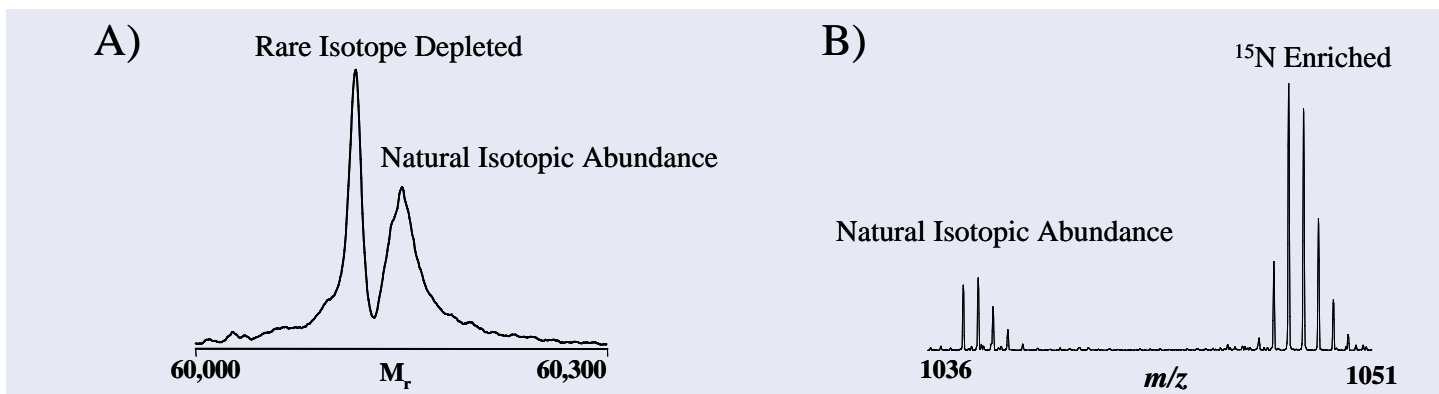 A)
Rare Isotope Depleted
Natural Isotopic Abundance
60,000
Mᵣ
60,300
B)
¹⁵N Enriched
Natural Isotopic Abundance
1036
m/z
1051